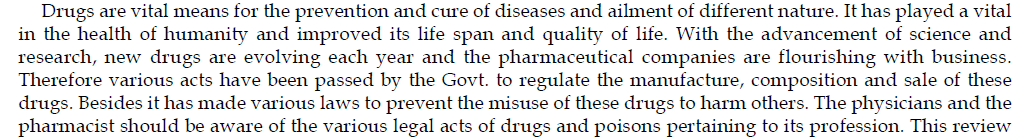 Drugs are vital means for the prevention and cure of diseases and ailment of different nature. It has played a vital
in the health of humanity and improved its life span and quality of life. With the advancement of science and
research, new drugs are evolving each year and the pharmaceutical companies are flourishing with business.
Therefore various acts have been passed by the Govt. to regulate the manufacture, composition and sale of these
drugs. Besides it has made various laws to prevent the misuse of these drugs to harm others. The physicians and the
pharmacist should be aware of the various legal acts of drugs and poisons pertaining to its profession. This review